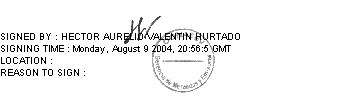 SIGNED BY : HECTOR AURELIO VALENTIN HURTADO
SIGNING TIME : Monday, August 9 2004, 20:56:5 GMT
LOCATION :
REASON TO SIGN :